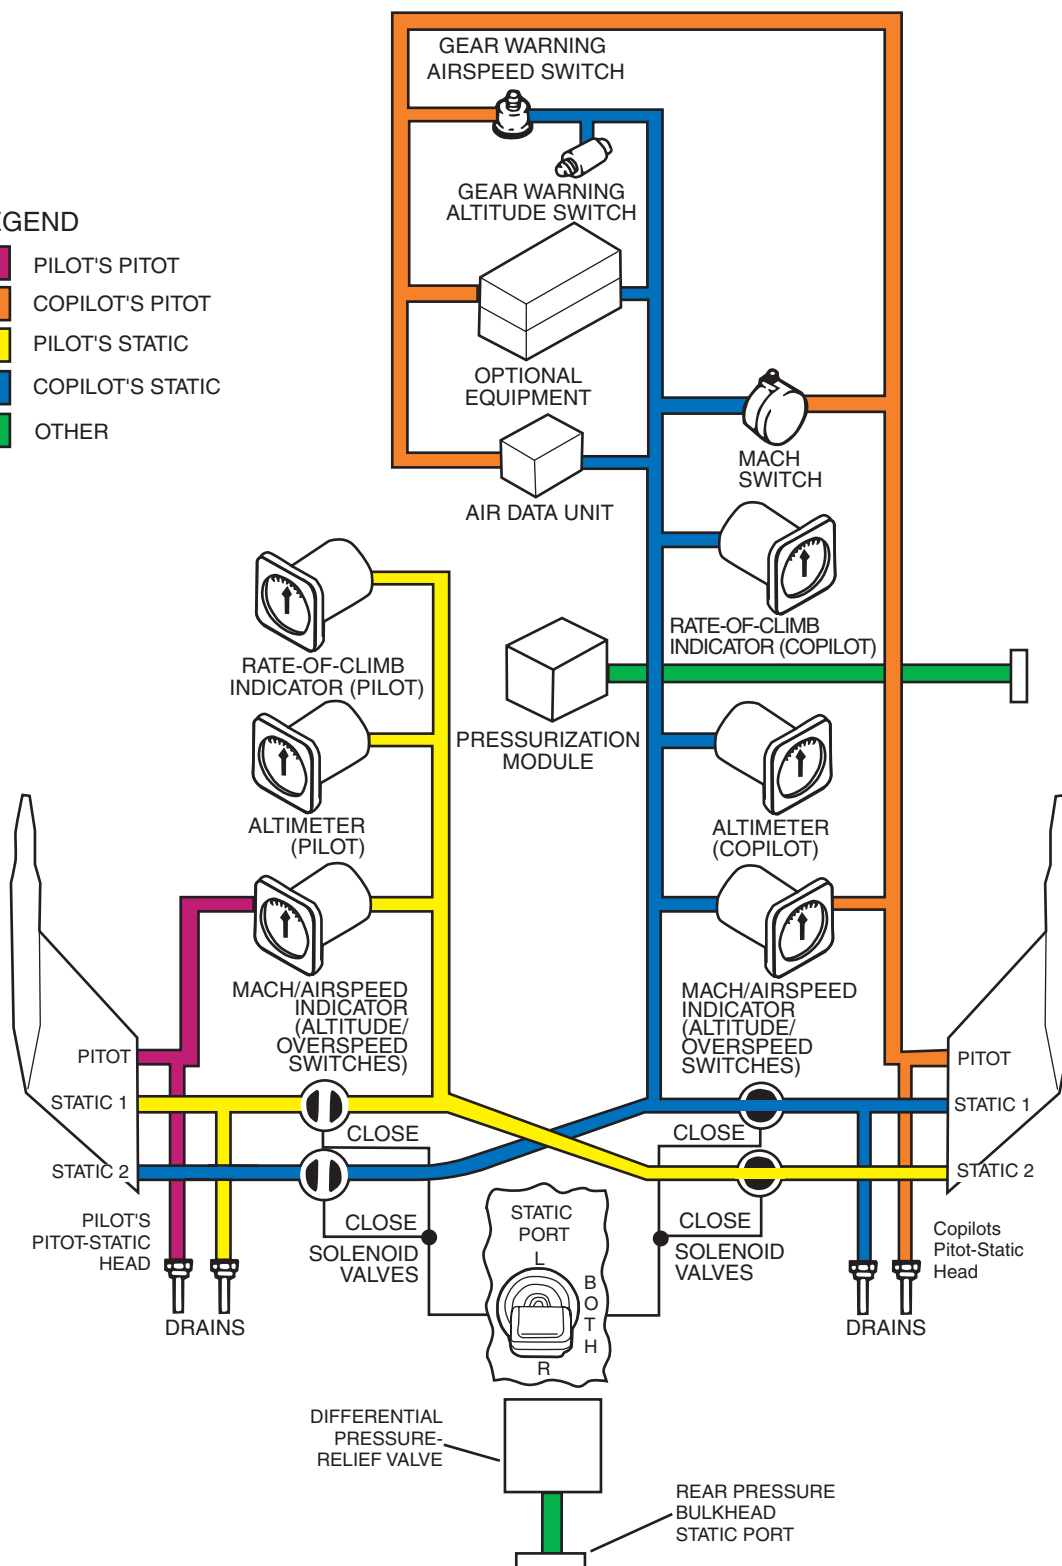 GEAR WARNING
AIRSPEED SWITCH
GEAR WARNING
ALTITUDE SWITCH
EGEND
PILOT'S PITOT
COPILOT'S PITOT
PILOT'S STATIC
COPILOT'S STATIC
OTHER
OPTIONAL
EQUIPMENT
MACH
SWITCH
AIR DATA UNIT
RATE-OF-CLIMB
INDICATOR (COPILOT)
RATE-OF-CLIMB
INDICATOR (PILOT)
PRESSURIZATION
MODULE
ALTIMETER
(PILOT)
ALTIMETER
(COPILOT)
MACH/AIRSPEED
INDICATOR
(ALTITUDE/
OVERSPEED
SWITCHES)
MACH/AIRSPEED
INDICATOR
(ALTITUDE/
OVERSPEED
SWITCHES)
PITOT
STATIC 1
STATIC 2
PITOT
STATIC 1
STATIC 2
CLOSE
CLOSE
CLOSE
CLOSE
PILOT'S
PITOT-STATIC
HEAD
SOLENOID
VALVES
STATIC
PORT
L
BOTH
R
SOLENOID
VALVES
Copilots
Pitot-Static
Head
DRAINS
DRAINS
DIFFERENTIAL
PRESSURE-
RELIEF VALVE
REAR PRESSURE
BULKHEAD
STATIC PORT